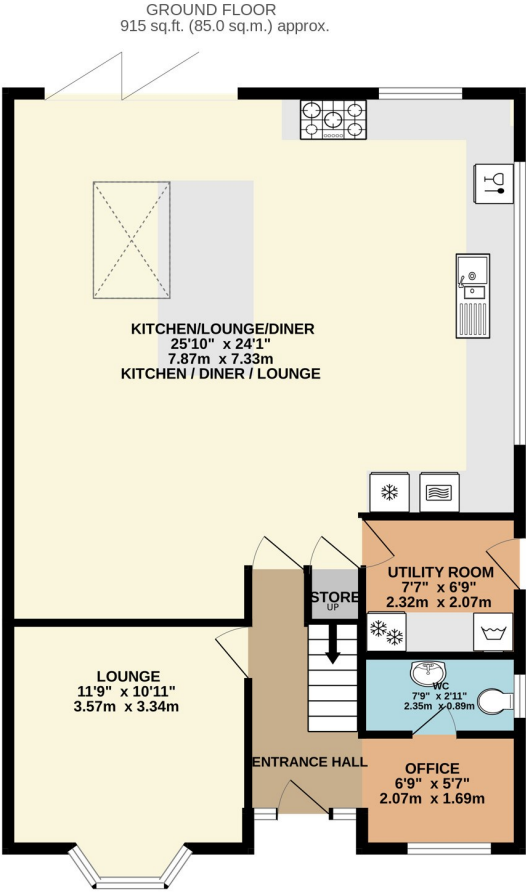 GROUND FLOOR
915 sq.ft. (85.0 sq.m.) approx.
KITCHEN/LOUNGE/DINER
25'10" x 24'1"
7.87m x 7.33m
KITCHEN / DINER / LOUNGE
UTILITY ROOM
7'7" x 6'9"
2.32m x 2.07m
STORE
UP
LOUNGE
11'9" x 10'11"
3.57m x 3.34m
WC
7'9" x 2'11"
2.35m x 0.89m
ENTRANCE HALL
OFFICE
6'9" x 5'7"
2.07m x 1.69m